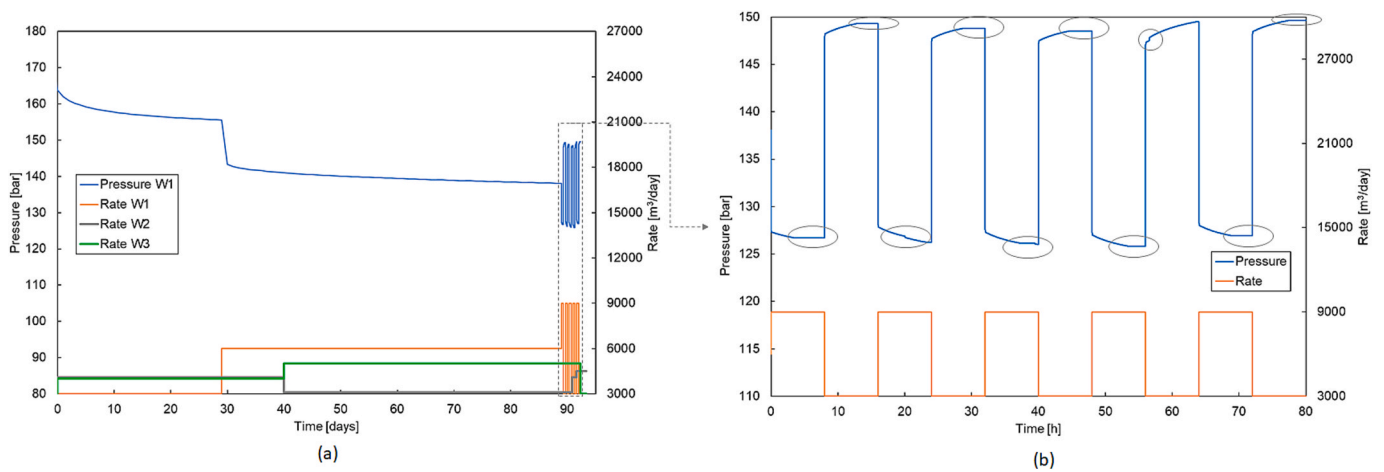 180
170
160
150
140
130
120
110
100
90
80
Pressure [bar]
27000
24000
21000
18000
15000
12000
9000
6000
3000
Rate [m³/day]
0 10 20 30 40 50 60 70 80 90
Time [days]
Pressure W1
Rate W1
Rate W2
Rate W3
(a)
150
145
140
135
130
125
120
115
110
Pressure [bar]
27000
21000
15000
9000
3000
Rate [m³/day]
0 10 20 30 40 50 60 70 80
Time [h]
Pressure
Rate
(b)